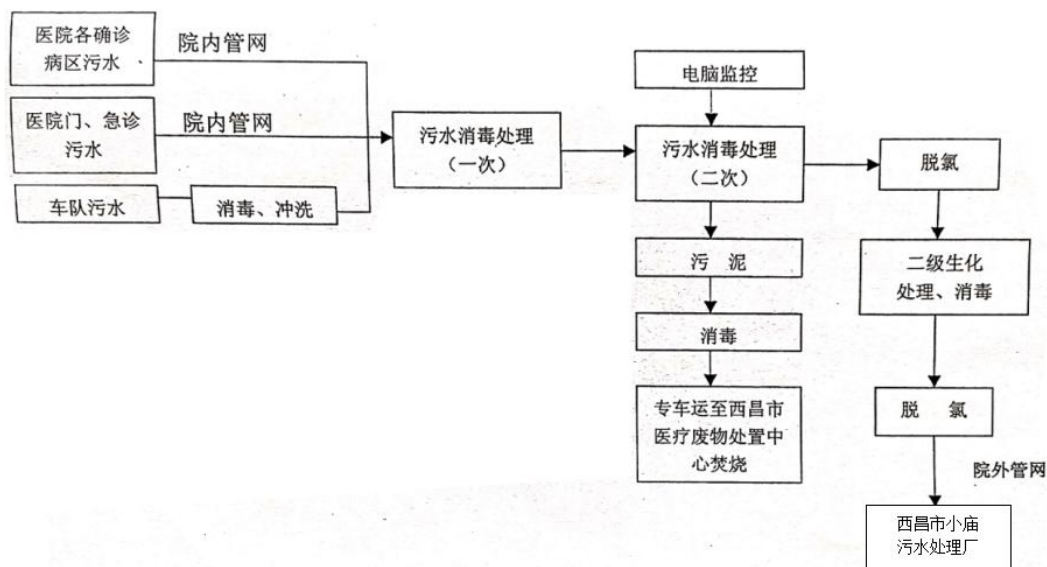 医院各确诊
病区污水
院内管网
医院门、急诊
污水
院内管网
车队污水
消毒、冲洗
污水消毒处理
（一次）
电脑监控
污水消毒处理
（二次）
污 泥
消毒
专车运至西昌市
医疗废物处置中
心焚烧
脱氯
二级生化
处理、消毒
脱 氯
院外管网
西昌市小庙
污水处理厂